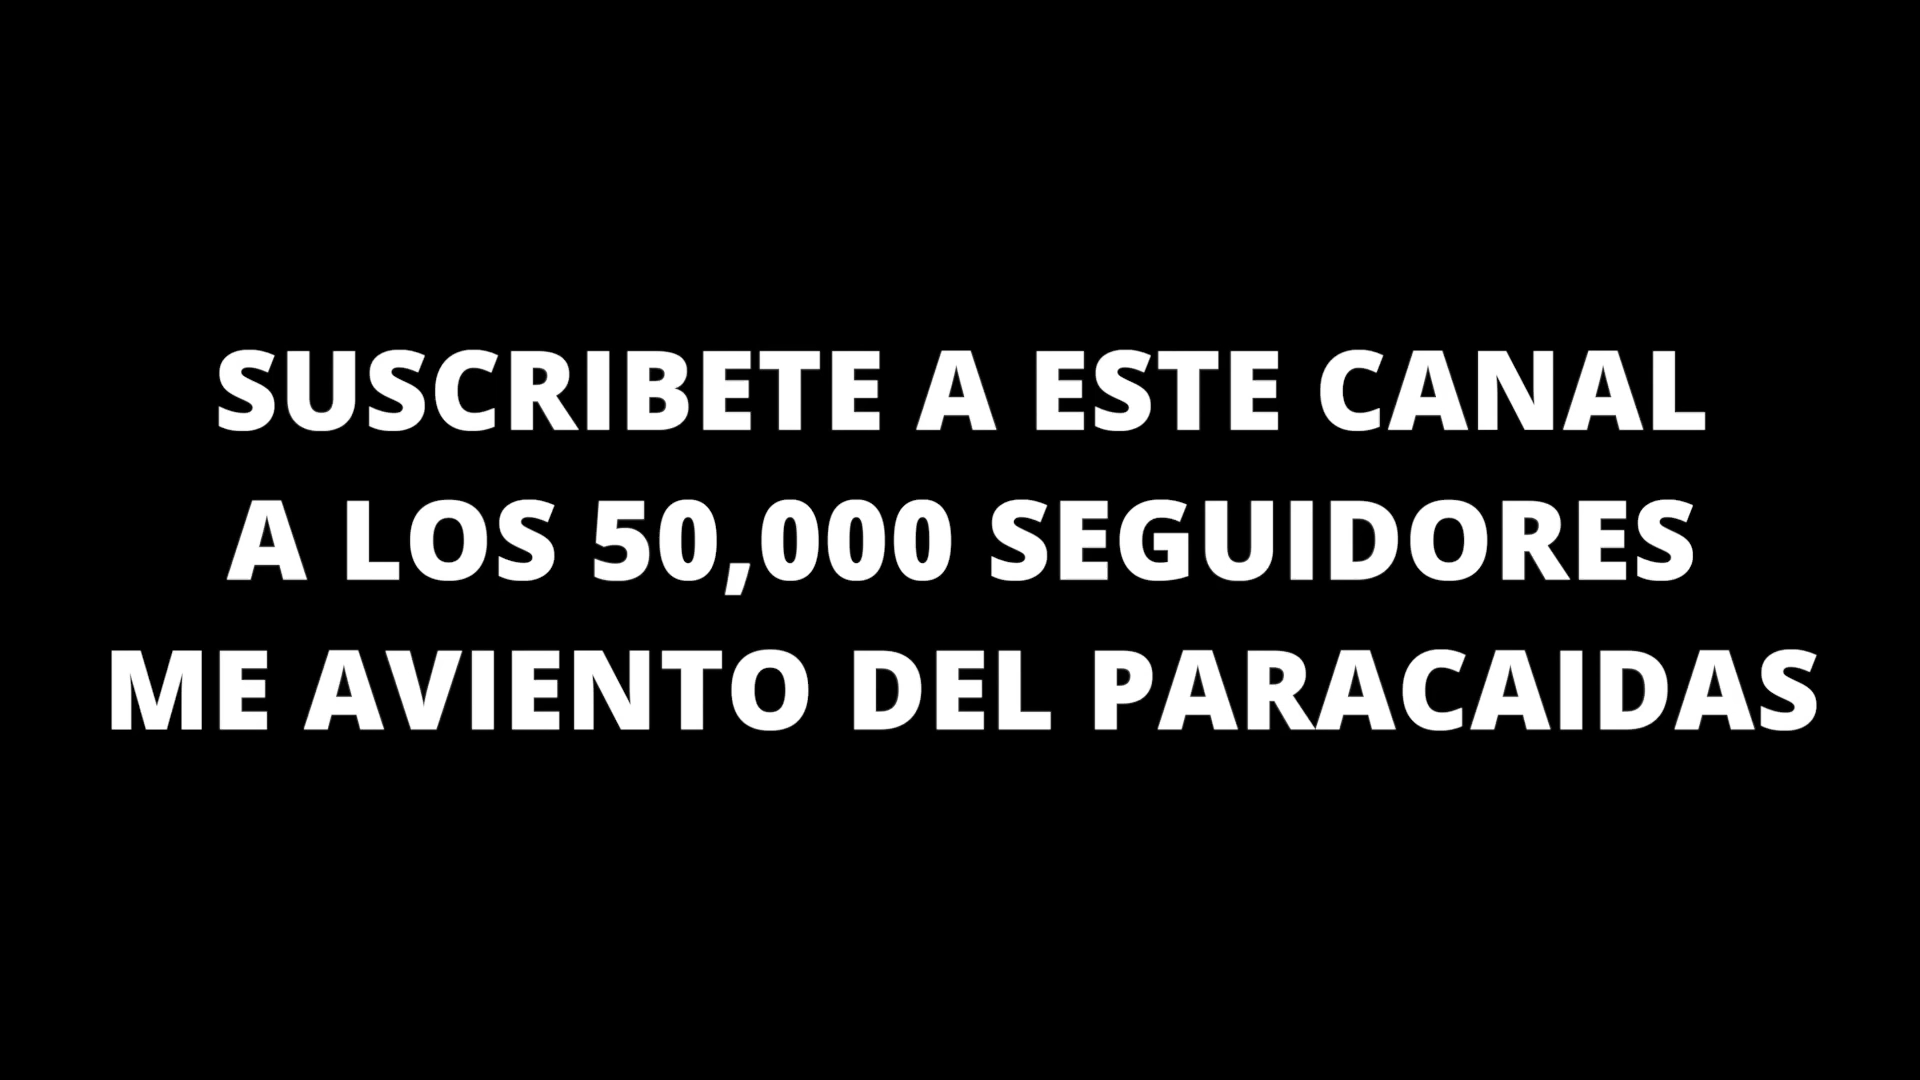 SUSCRIBETE A ESTE CANAL
A LOS 50,000 SEGUIDORES
ME AVIENTO DEL PARACAIDAS